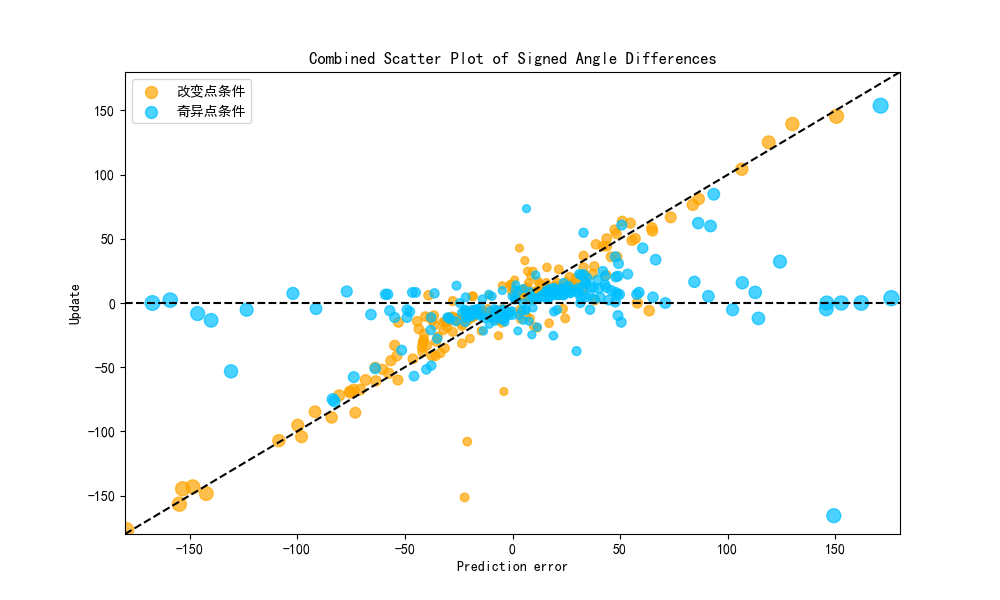 Combined Scatter Plot of Signed Angle Differences
改变点条件
奇异点条件
150
100
50
0
−50
−100
−150
Update
−150 −100 −50 0 50 100 150
Prediction error